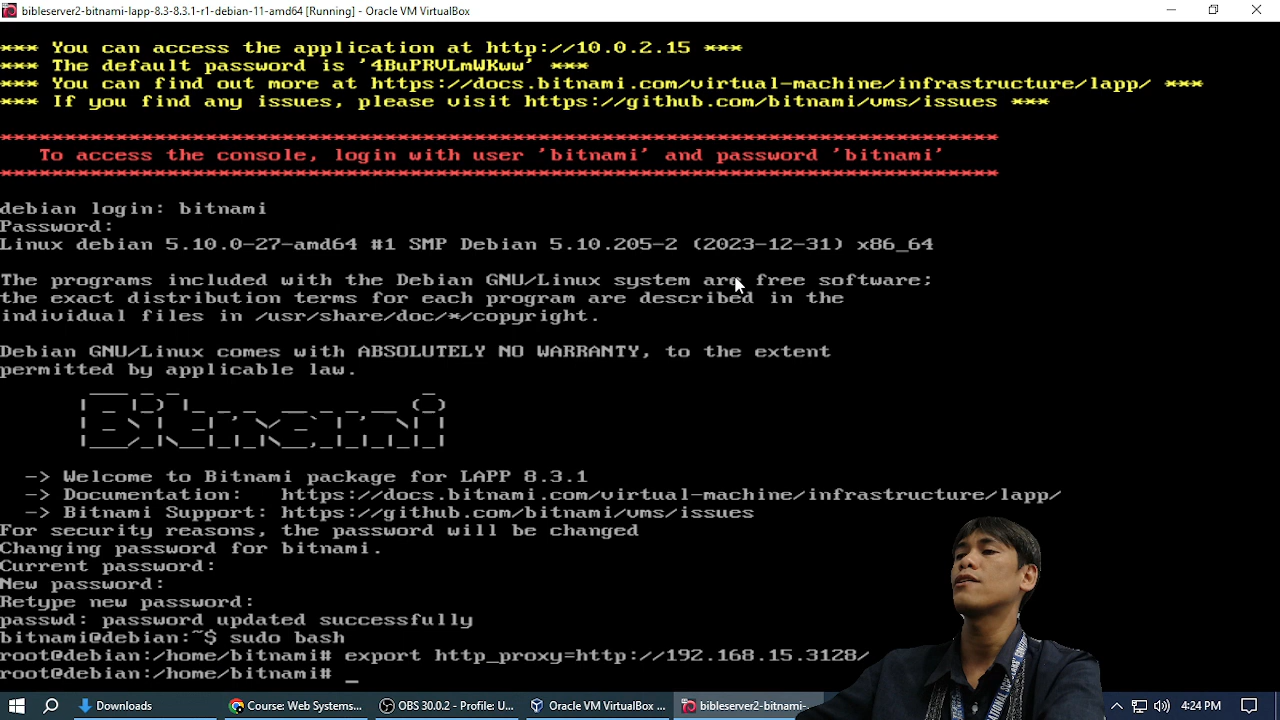 bibleserver2-bitnami-lapp-8.3-8.3.1-r1-debian-11-amd64 [Running] - Oracle VM VirtualBox
*** You can access the application at http://10.0.2.15 ***
*** The default password is '4BuPRVLmWKww' ***
*** You can find out more at https://docs.bitnami.com/virtual-machine/infrastructure/lapp/ ***
*** If you find any issues, please visit https://github.com/bitnami/vms/issues ***
******************************************************************************
To access the console, login with user 'bitnami' and password 'bitnami'
******************************************************************************
debian login: bitnami
Password:
Linux debian 5.10.0-27-amd64 #1 SMP Debian 5.10.205-2 (2023-12-31) x86_64
The programs included with the Debian GNU/Linux system are free software;
the exact distribution terms for each program are described in the
individual files in /usr/share/doc/*/copyright.
Debian GNU/Linux comes with ABSOLUTELY NO WARRANTY, to the extent
permitted by applicable law.
Bitnami
-> Welcome to Bitnami package for LAPP 8.3.1
-> Documentation: https://docs.bitnami.com/virtual-machine/infrastructure/lapp/
-> Bitnami Support: https://github.com/bitnami/vms/issues
For security reasons, the password will be changed
Changing password for bitnami.
Current password:
New password:
Retype new password:
passwd: password updated successfully
bitnami@debian:~$ sudo bash
root@debian:/home/bitnami# export http_proxy=http://192.168.15.3128/
root@debian:/home/bitnami# _
Downloads
Course: Web Systems...
OBS 30.0.2 - Profile: U...
Oracle VM VirtualBox ...
bibleserver2-bitnami-
4:24 PM